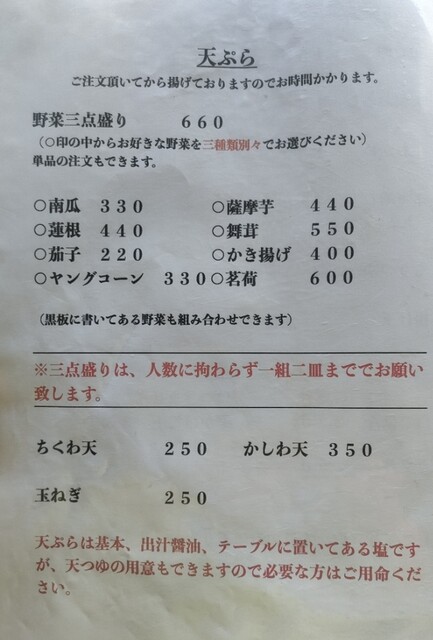 天ぷら
ご注文頂いてから揚げておりますのでお時間かかります。
野菜三点盛り 660
(○印の中からお好きな野菜を三種類別々でお選びください)
単品の注文もできます。
○南瓜 330 ○薩摩芋 440
○蓮根 440 ○舞茸 550
○茄子 220 ○かき揚げ 400
○ヤングコーン 330○茗荷 600
(黒板に書いてある野菜も組み合わせできます)
※三点盛りは、人数に拘わらず一組二皿まででお願い
致します。
ちくわ天 250 かしわ天 350
玉ねぎ 250
天ぷらは基本、出汁醤油、テーブルに置いてある塩です
が、天つゆの用意もできますので必要な方はご用命くだ
さい。